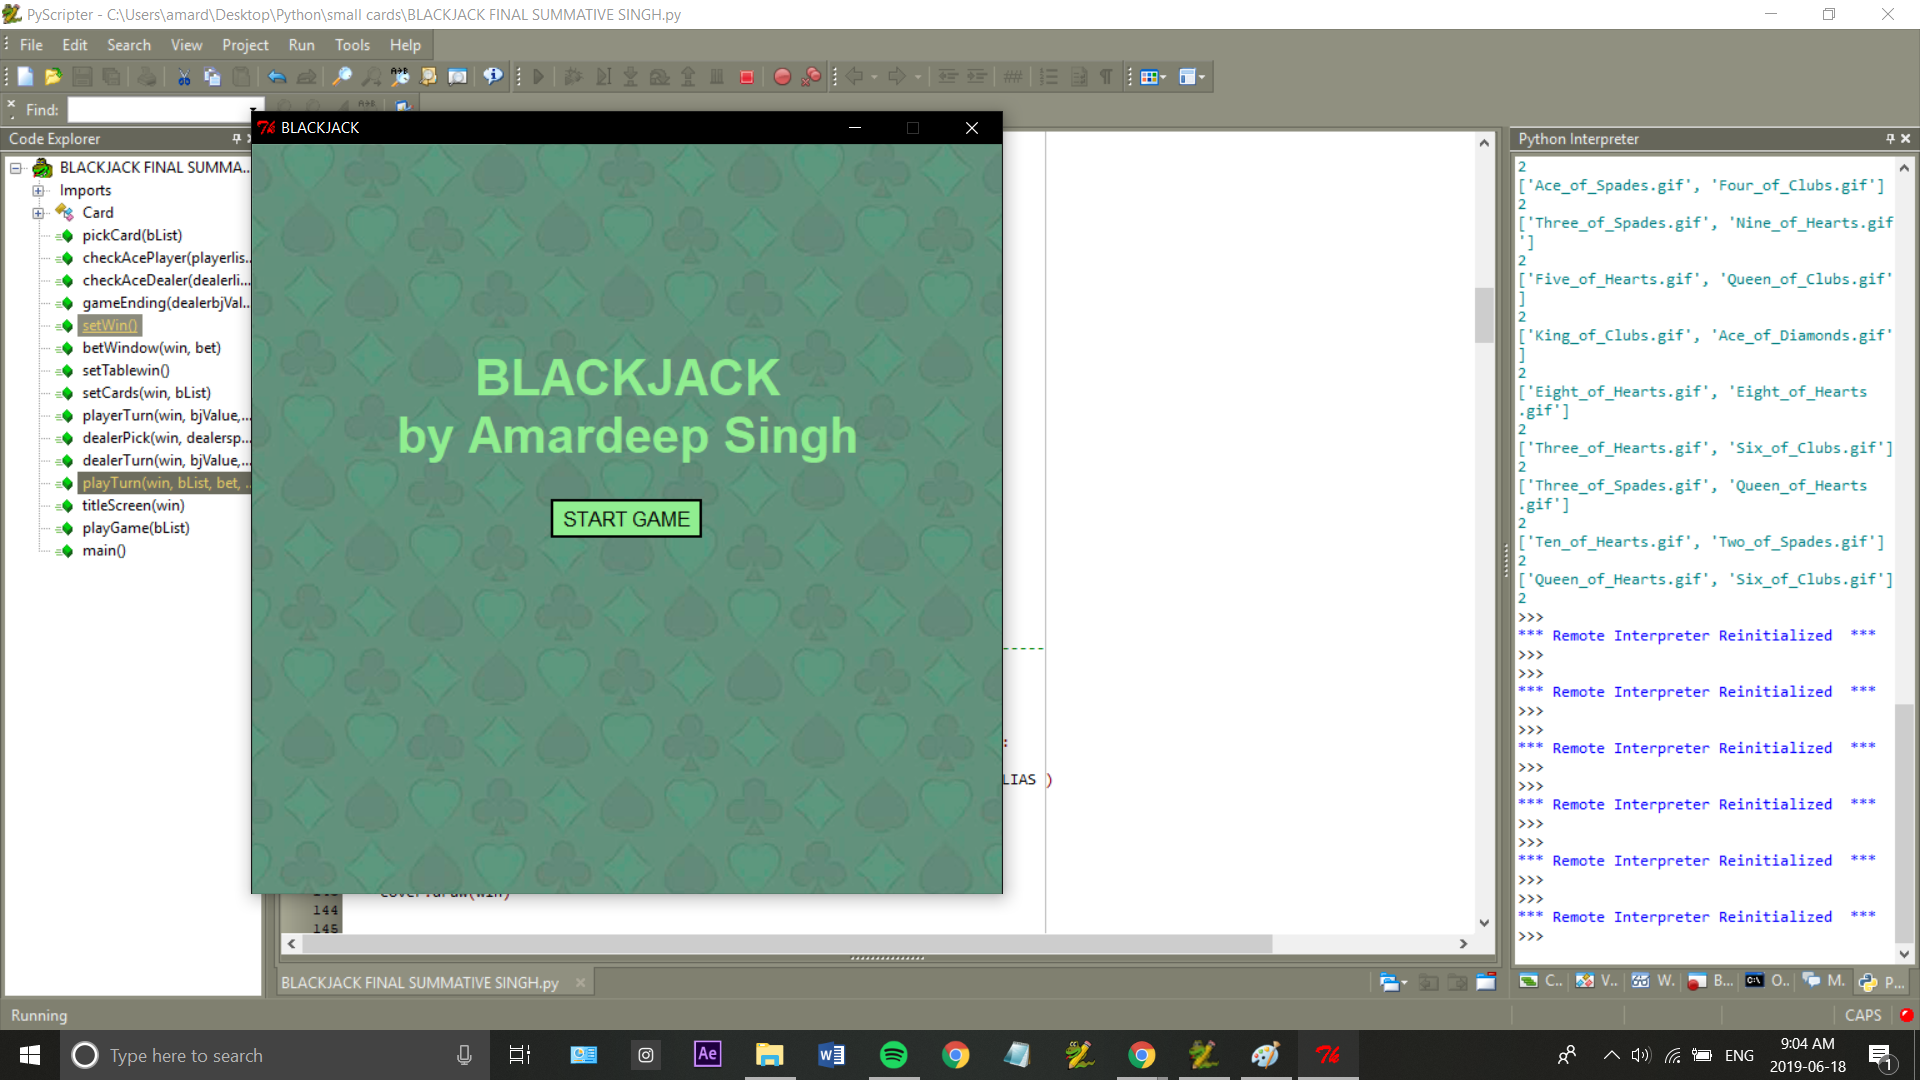 PyScripter - C:\Users\amard\Desktop\Python\small cards\BLACKJACK FINAL SUMMATIVE SINGH.py
File Edit Search View Project Run Tools Help
Find:
Code Explorer
BLACKJACK FINAL SUMMA...
Imports
Card
pickCard(bList)
checkAcePlayer(playerlis...
checkAceDealer(dealerli...
gameEnding(dealerbjVal...
setWin()
betWindow(win, bet)
setTablewin()
setCards(win, bList)
playerTurn(win, bjValue,...
dealerPick(win, dealersp...
dealerTurn(win, bjValue,...
playTurn(win, bList, bet, ...
titleScreen(win)
playGame(bList)
main()
BLACKJACK
BLACKJACK
by Amardeep Singh
START GAME
-----
:
LIAS )
144
145
BLACKJACK FINAL SUMMATIVE SINGH.py
Python Interpreter
2
['Ace_of_Spades.gif', 'Four_of_Clubs.gif']
2
['Three_of_Spades.gif', 'Nine_of_Hearts.gif
']
2
['Five_of_Hearts.gif', 'Queen_of_Clubs.gif'
]
2
['King_of_Clubs.gif', 'Ace_of_Diamonds.gif'
]
2
['Eight_of_Hearts.gif', 'Eight_of_Hearts
.gif']
2
['Three_of_Hearts.gif', 'Six_of_Clubs.gif']
2
['Three_of_Spades.gif', 'Queen_of_Hearts
.gif']
2
['Ten_of_Hearts.gif', 'Two_of_Spades.gif']
2
['Queen_of_Hearts.gif', 'Six_of_Clubs.gif']
2
>>>
*** Remote Interpreter Reinitialized ***
>>>
>>>
*** Remote Interpreter Reinitialized ***
>>>
>>>
*** Remote Interpreter Reinitialized ***
>>>
>>>
*** Remote Interpreter Reinitialized ***
>>>
>>>
*** Remote Interpreter Reinitialized ***
>>>
>>>
*** Remote Interpreter Reinitialized ***
>>>
C... V... W. B... O.. M. P...
Running
CAPS
Type here to search
Ae
ENG
9:04 AM
2019-06-18
1